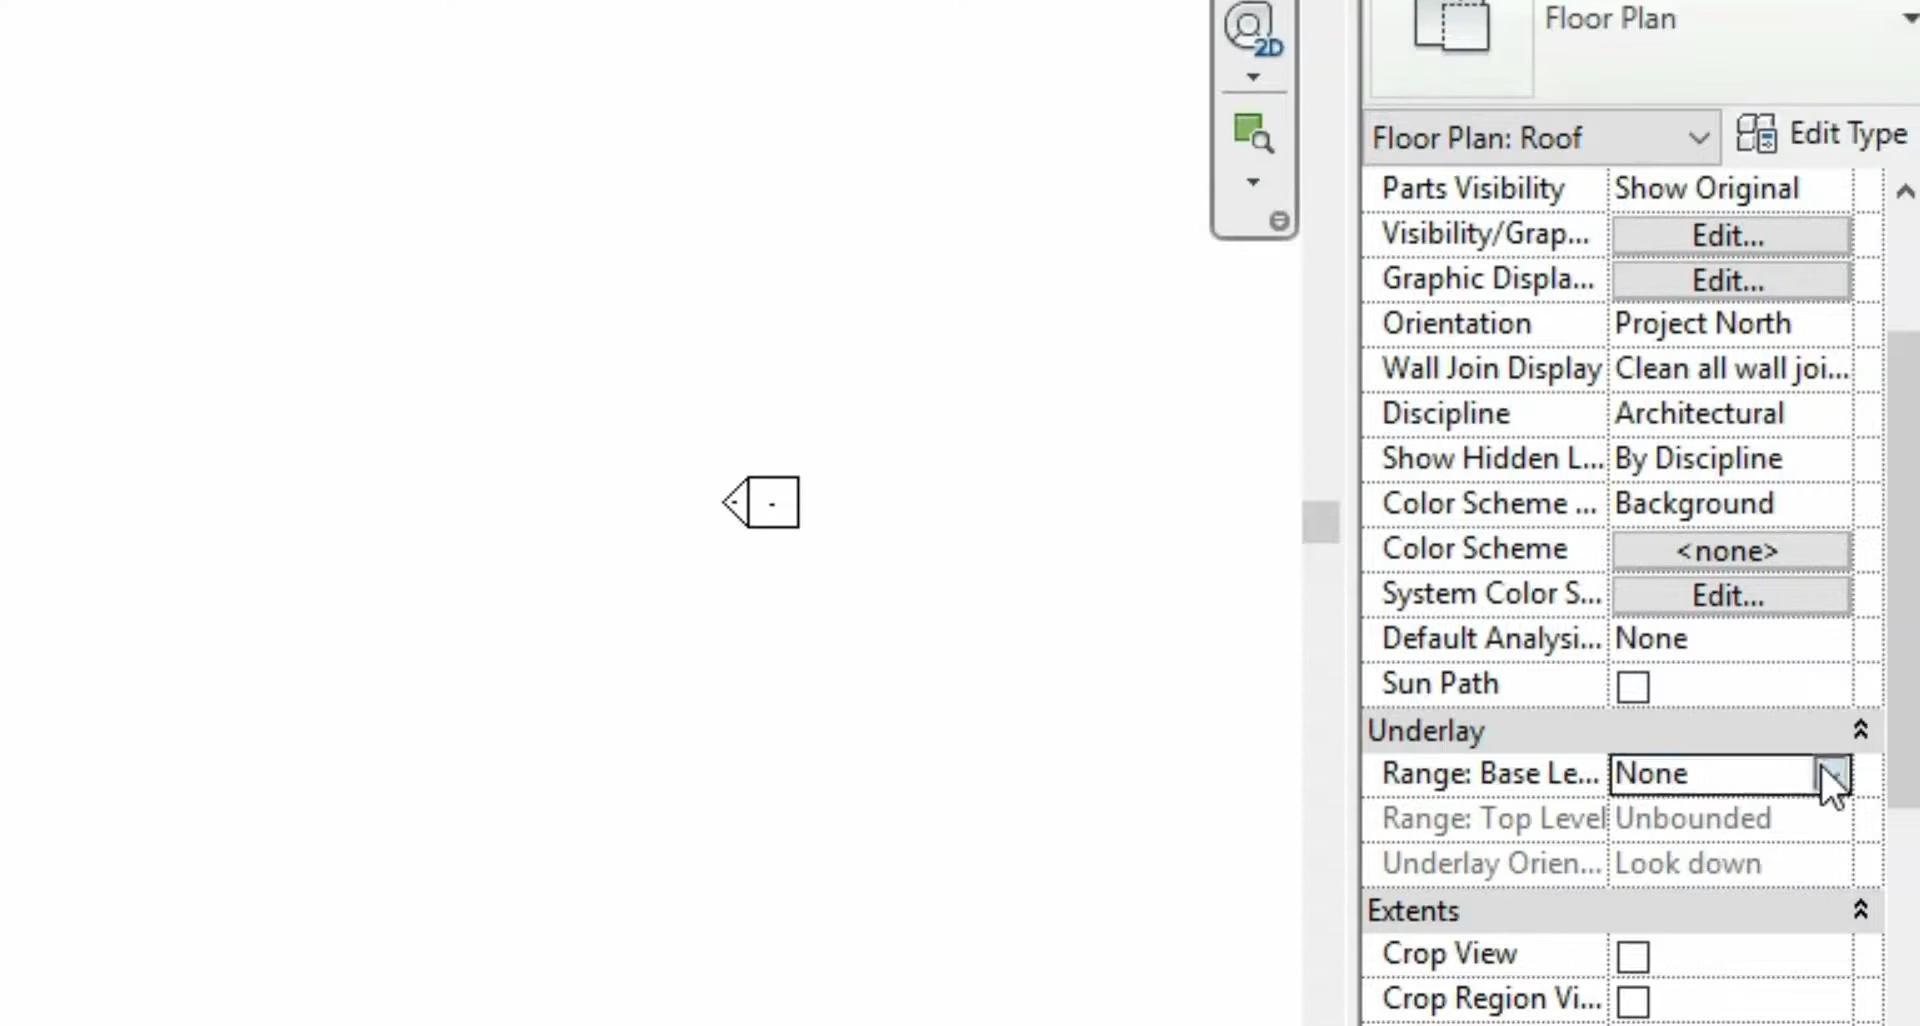 2D
Floor Plan
Floor Plan: Roof
Edit Type
Parts Visibility Show Original
Visibility/Grap... Edit...
Graphic Displa... Edit...
Orientation Project North
Wall Join Display Clean all wall joi...
Discipline Architectural
Show Hidden L... By Discipline
Color Scheme ... Background
Color Scheme <none>
System Color S... Edit...
Default Analysi... None
Sun Path
Underlay
Range: Base Le... None
Range: Top Level Unbounded
Underlay Orien... Look down
Extents
Crop View
Crop Region Vi...